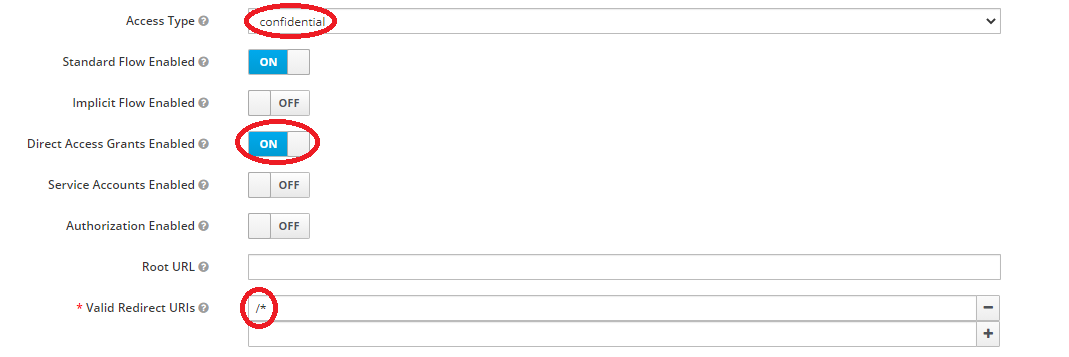 Access Type ? confidential
Standard Flow Enabled ? ON
Implicit Flow Enabled ? OFF
Direct Access Grants Enabled ? ON
Service Accounts Enabled ? OFF
Authorization Enabled ? OFF
Root URL ?
* Valid Redirect URIs ? /* −
+